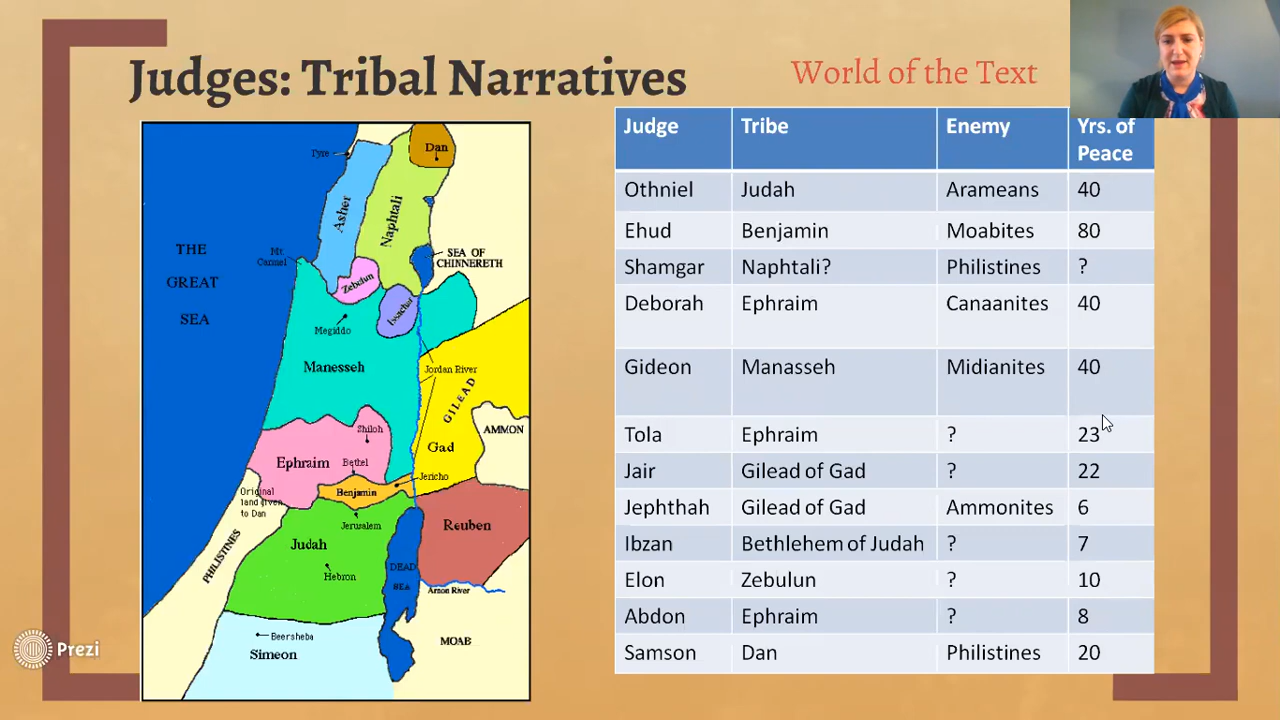 Judges: Tribal Narratives
World of the Text
Tyre
Dan
Asher
Naphtali
THE
GREAT
SEA
Mt
Carmel
SEA OF
CHINNERETH
Zebulun
Issachar
Megiddo
Manesseh
Jordan River
GILEAD
AMMON
Shiloh
Gad
Ephraim
Bethel
Jericho
Original
land given
to Dan
Benjamin
Jerusalem
Reuben
PHILISTINES
Judah
DEAD
SEA
Hebron
Arnon River
Beersheba
MOAB
Simeon
Prezi
Judge Tribe Enemy Yrs. of
Peace
Othniel Judah Arameans 40
Ehud Benjamin Moabites 80
Shamgar Naphtali? Philistines ?
Deborah Ephraim Canaanites 40
Gideon Manasseh Midianites 40
Tola Ephraim ? 23
Jair Gilead of Gad ? 22
Jephthah Gilead of Gad Ammonites 6
Ibzan Bethlehem of Judah ? 7
Elon Zebulun ? 10
Abdon Ephraim ? 8
Samson Dan Philistines 20